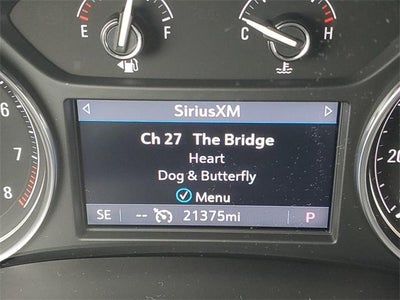 E F C H
SiriusXM
Ch 27 The Bridge
Heart
Dog & Butterfly
Menu
SE -- 21375mi P
6
7
8